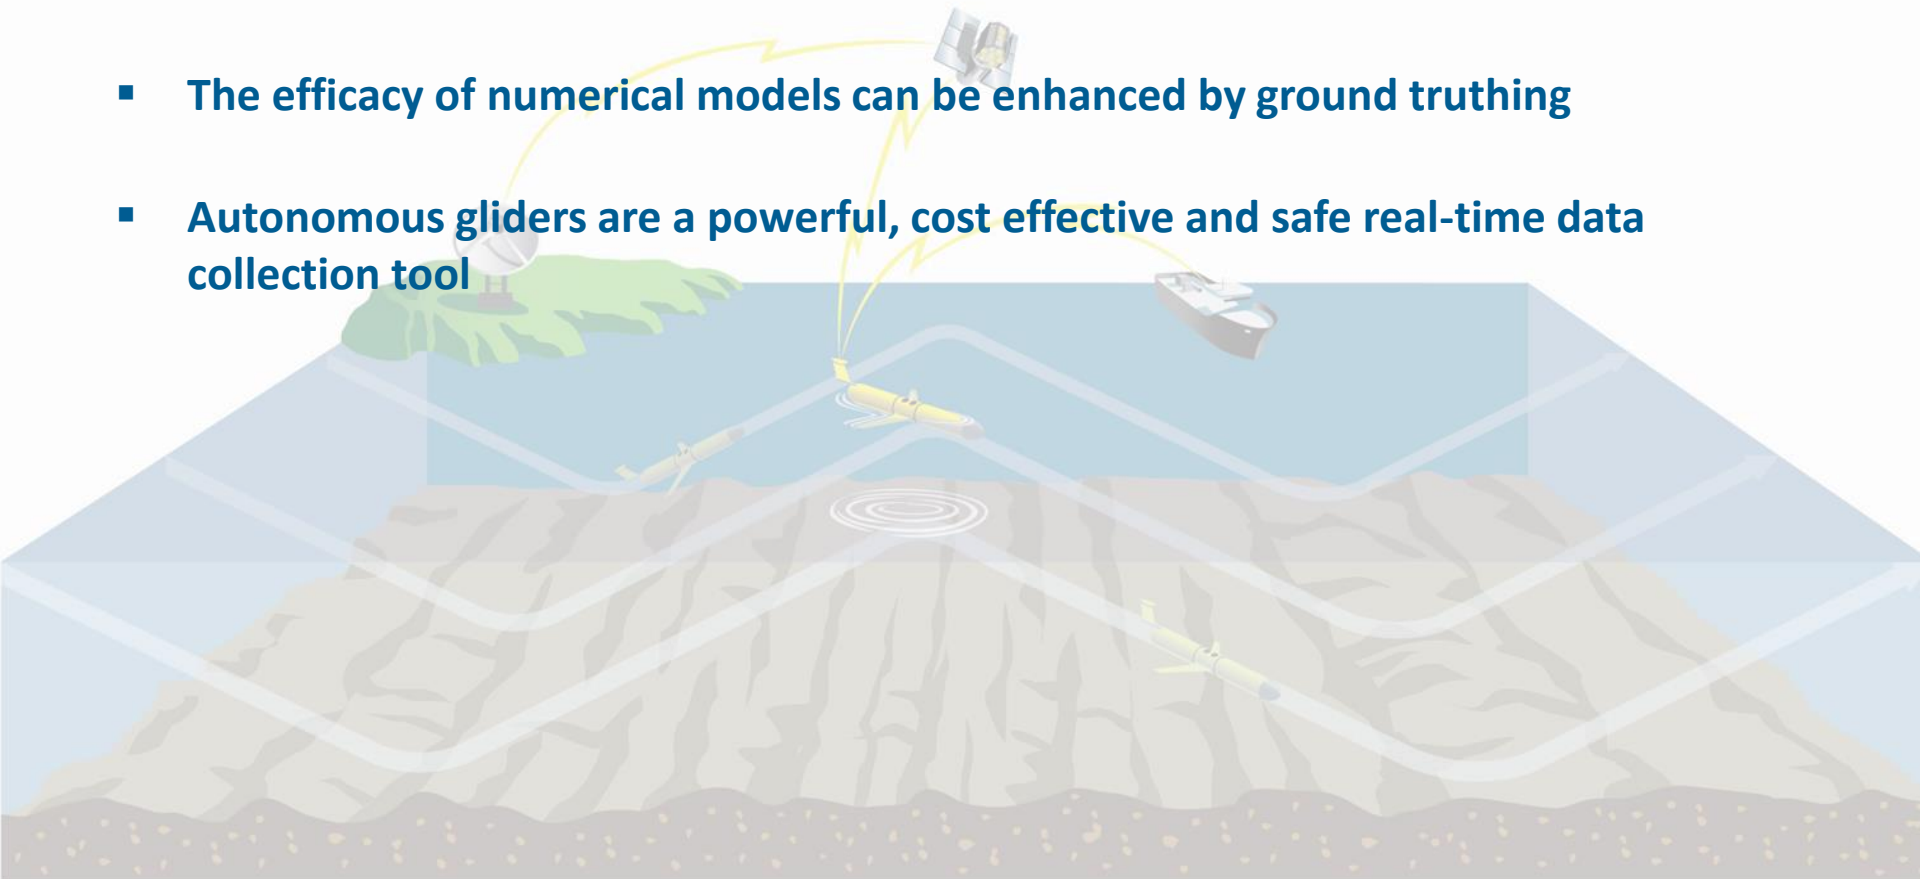 ▪ The efficacy of numerical models can be enhanced by ground truthing
▪ Autonomous gliders are a powerful, cost effective and safe real-time data
collection tool